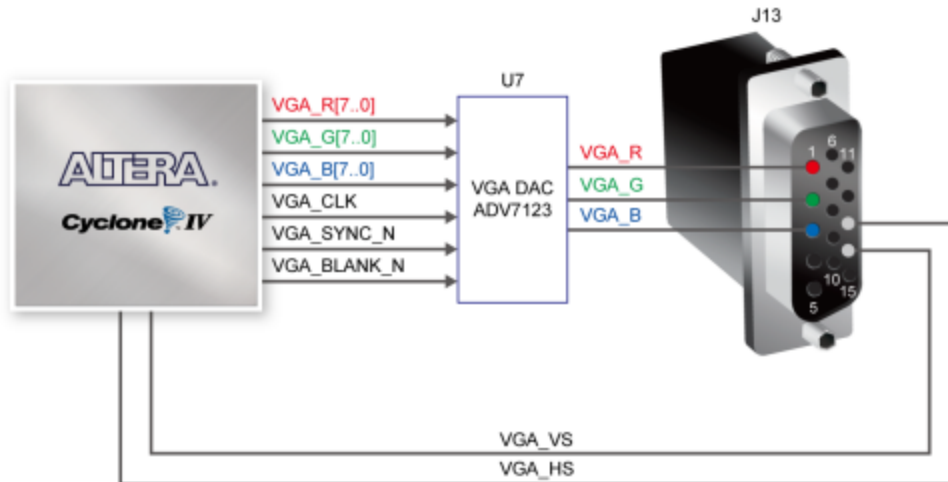 J13
U7
VGA_R[7..0]
VGA_G[7..0]
VGA_B[7..0]
VGA_CLK
VGA_SYNC_N
VGA_BLANK_N
ALTERA.
Cyclone IV
VGA DAC
ADV7123
VGA_R
VGA_G
VGA_B
1
6
11
5
10
15
VGA_VS
VGA_HS